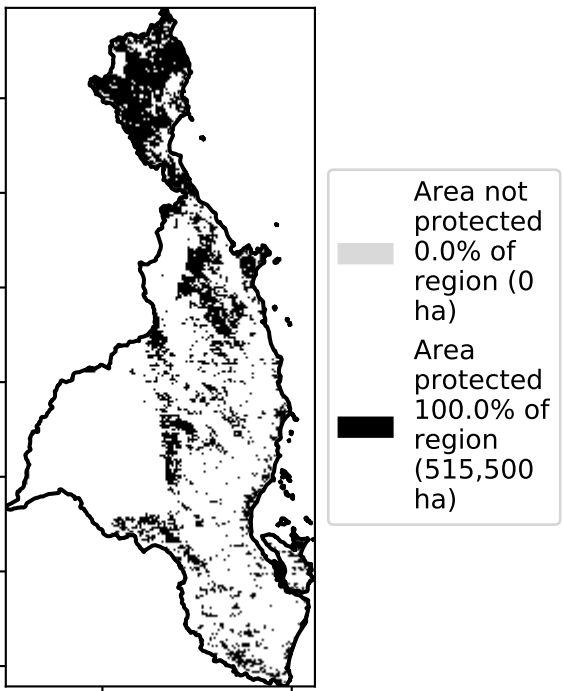 Area not
protected
0.0% of
region (0
ha)
Area
protected
100.0% of
region
(515,500
ha)